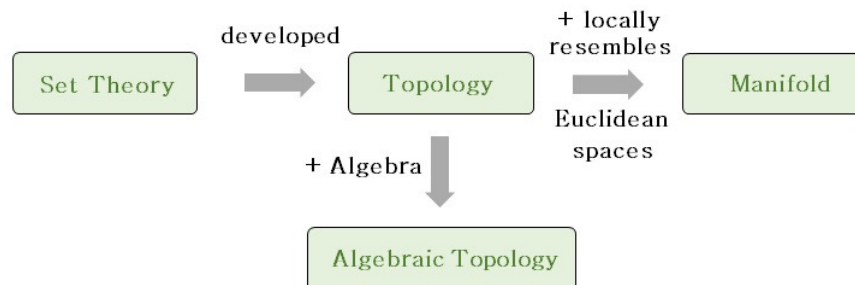 developed
+ locally
resembles
Set Theory
Topology
Manifold
Euclidean
spaces
+ Algebra
Algebraic Topology